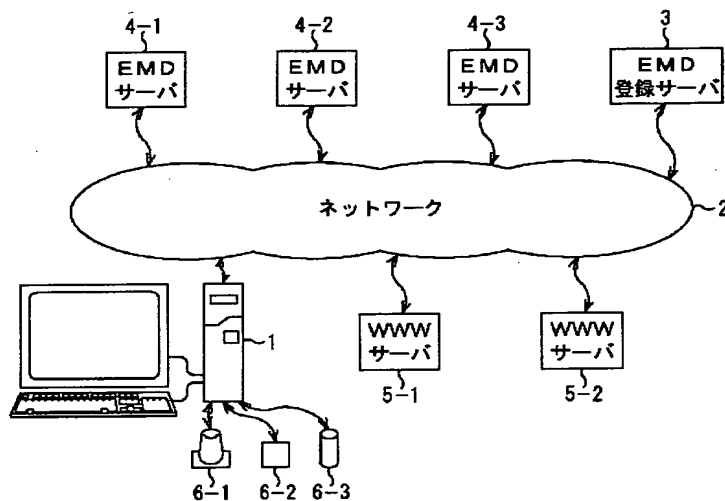 4-1 4-2 4-3 3
EMD サーバ
EMD サーバ
EMD サーバ
EMD 登録サーバ
ネットワーク
2
1
WWW サーバ
WWW サーバ
5-1 5-2
6-1 6-2 6-3